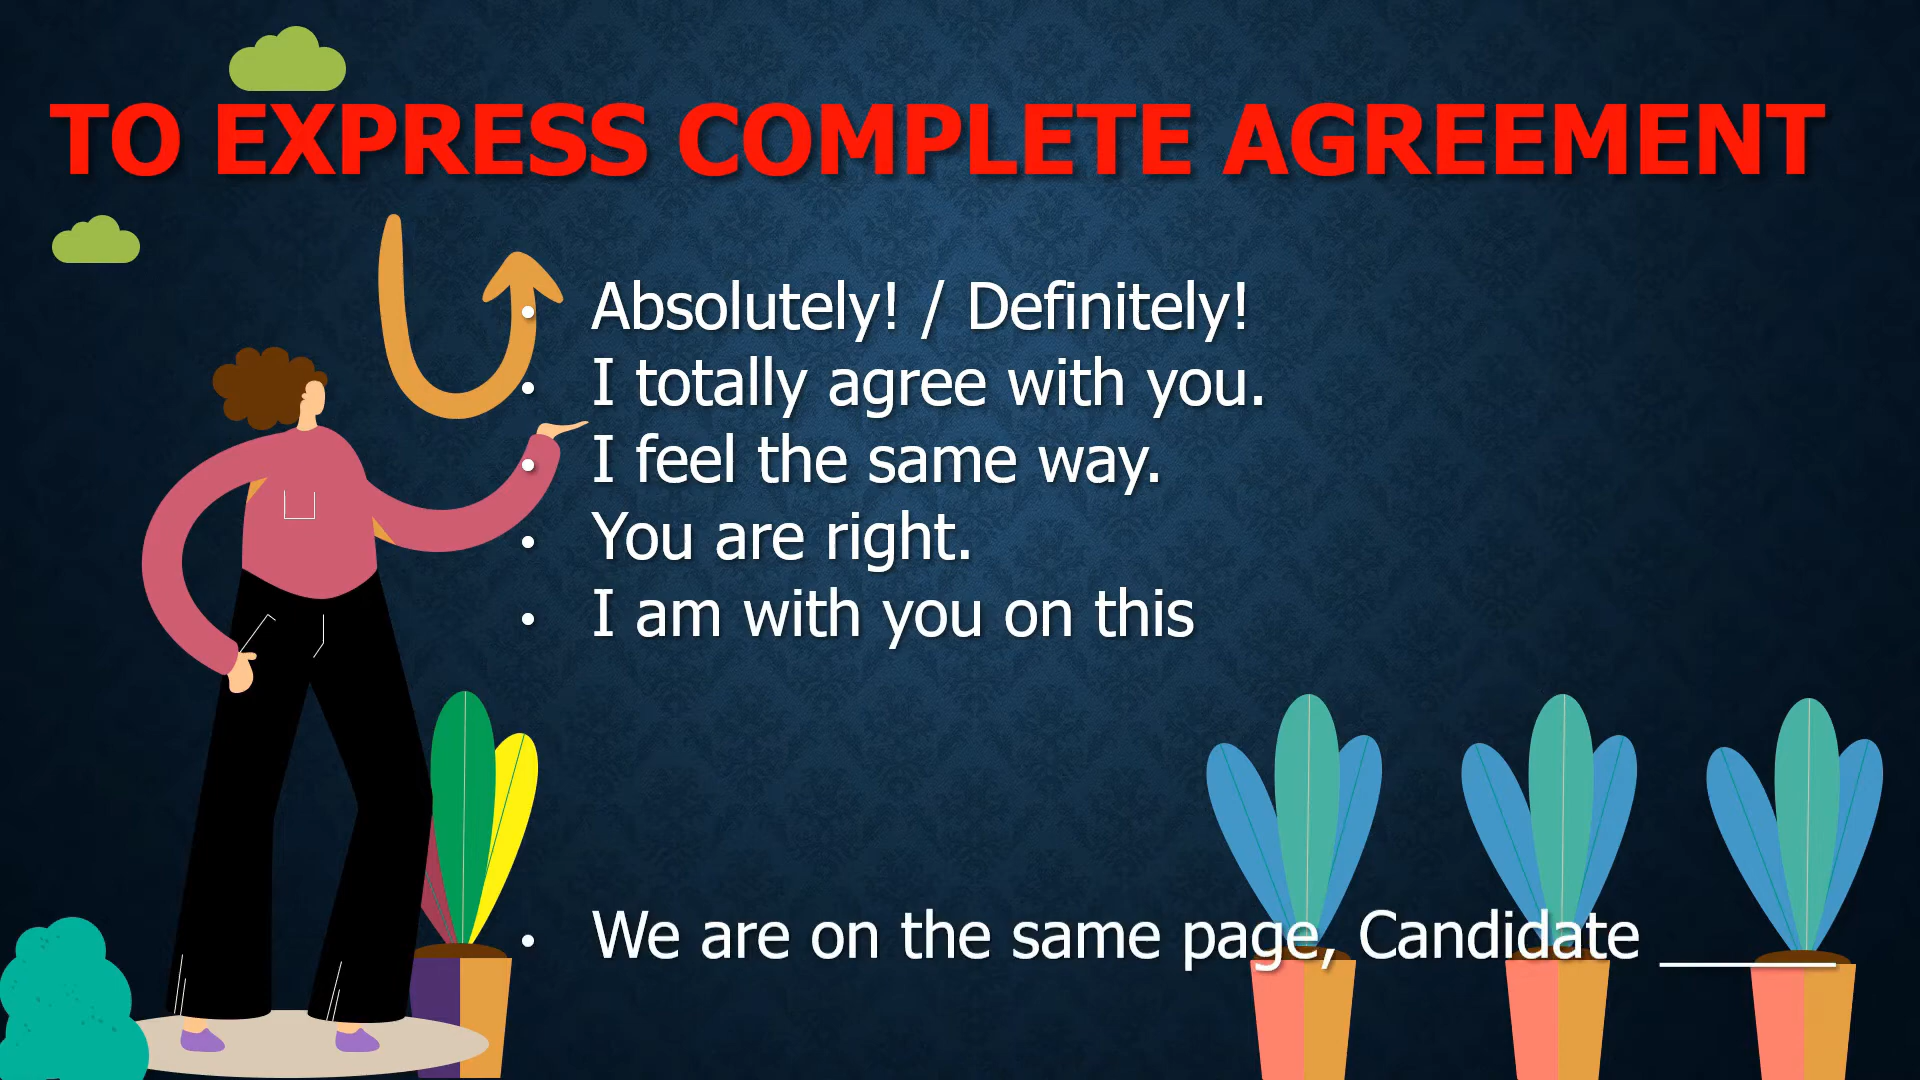 TO EXPRESS COMPLETE AGREEMENT
• Absolutely! / Definitely!
• I totally agree with you.
• I feel the same way.
• You are right.
• I am with you on this
• We are on the same page, Candidate ______